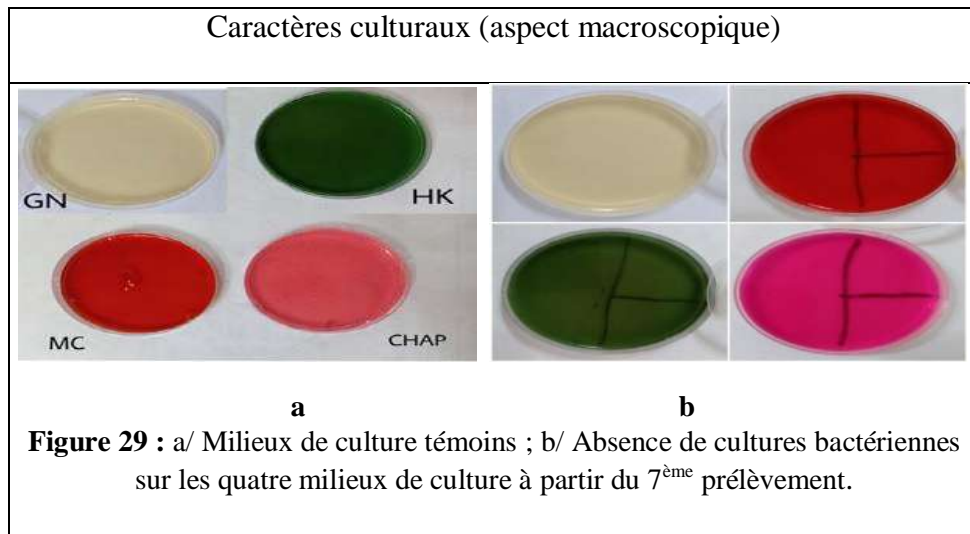 Caractères culturaux (aspect macroscopique)
GN
HK
MC
CHAP
a b
Figure 29 : a/ Milieux de culture témoins ; b/ Absence de cultures bactériennes
sur les quatre milieux de culture à partir du 7ème prélèvement.